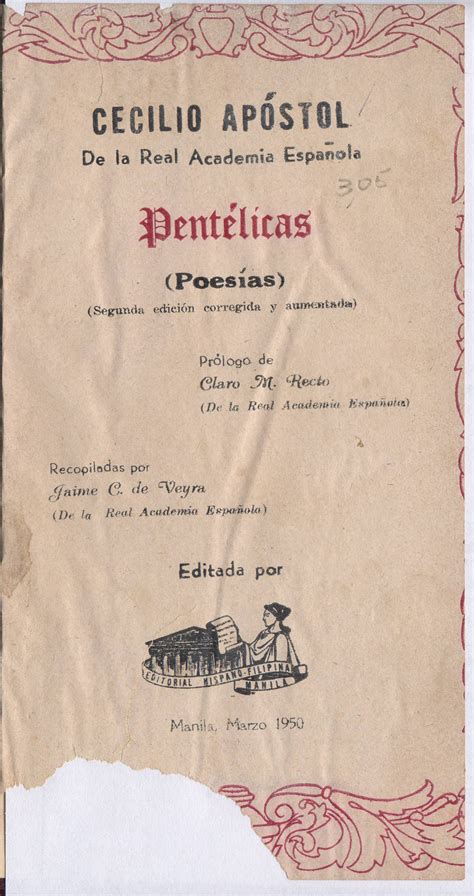 CECILIO APÓSTOL
De la Real Academia Española
305
Pentélicas
(Poesías)
(Segunda edición corregida y aumentada)
Prólogo de
Claro M. Recto
(De la Real Academia Española)
Recopiladas por
Jaime C. de Veyra
(De la Real Academia Española)
Editada por
EDITORIAL HISPANO-FILIPINA
MANILA
Manila, Marzo 1950